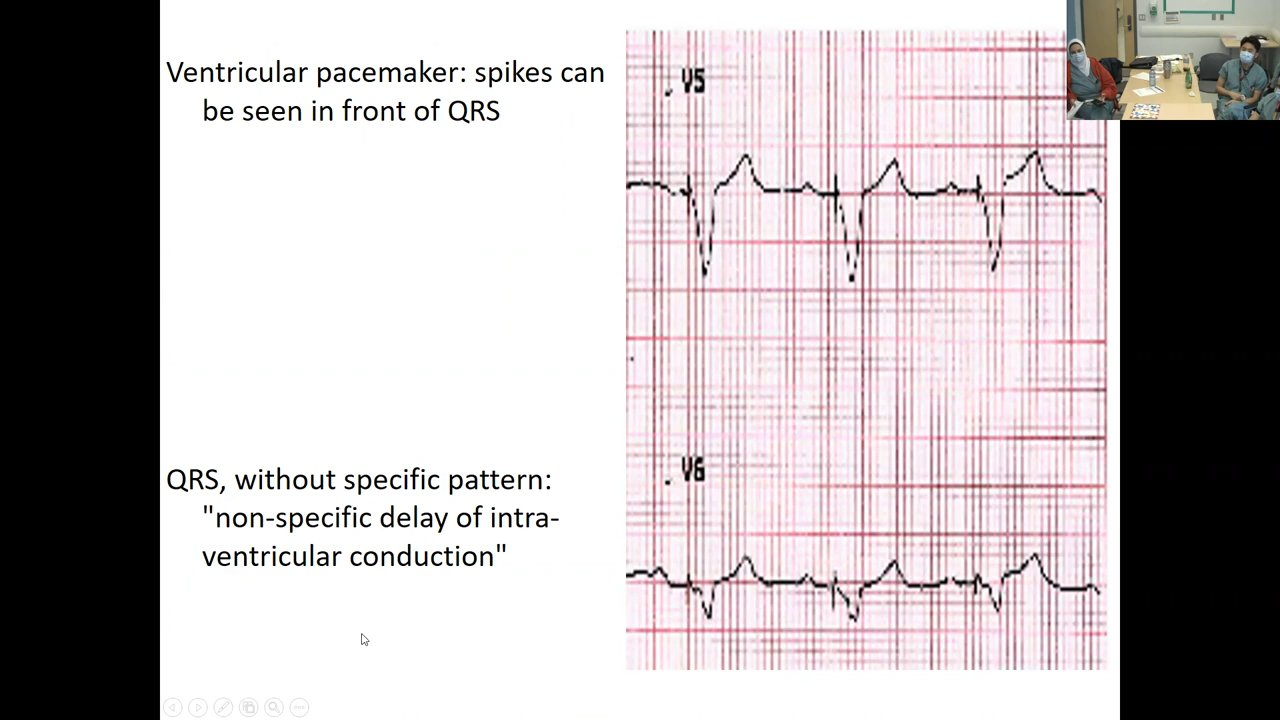 Ventricular pacemaker: spikes can
be seen in front of QRS
V5
QRS, without specific pattern:
"non-specific delay of intra-
ventricular conduction"
V6